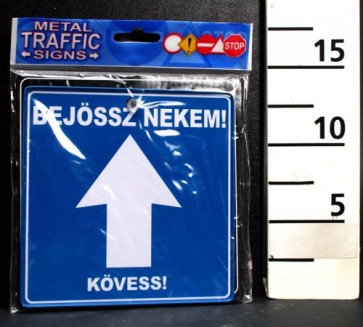 METAL
TRAFFIC
SIGNS
STOP
BEJÖSSZ NEKEM!
KÖVESS!
15
10
5